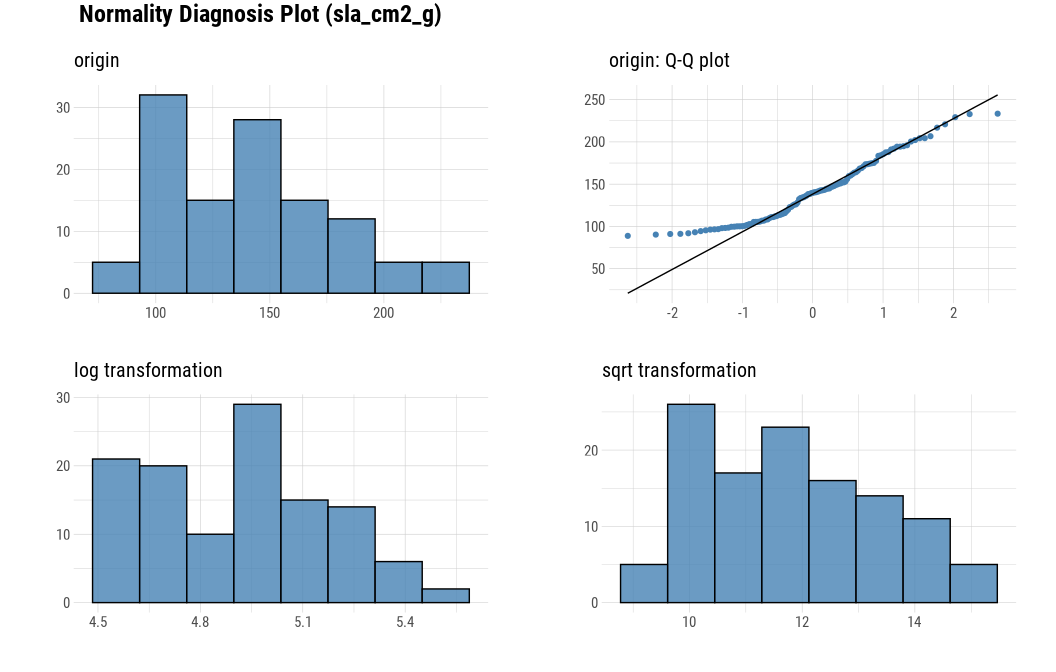 Normality Diagnosis Plot (sla_cm2_g)
origin
30
20
10
0
100 150 200
origin: Q-Q plot
250
200
150
100
50
-2 -1 0 1 2
log transformation
30
20
10
0
4.5 4.8 5.1 5.4
sqrt transformation
20
10
0
10 12 14